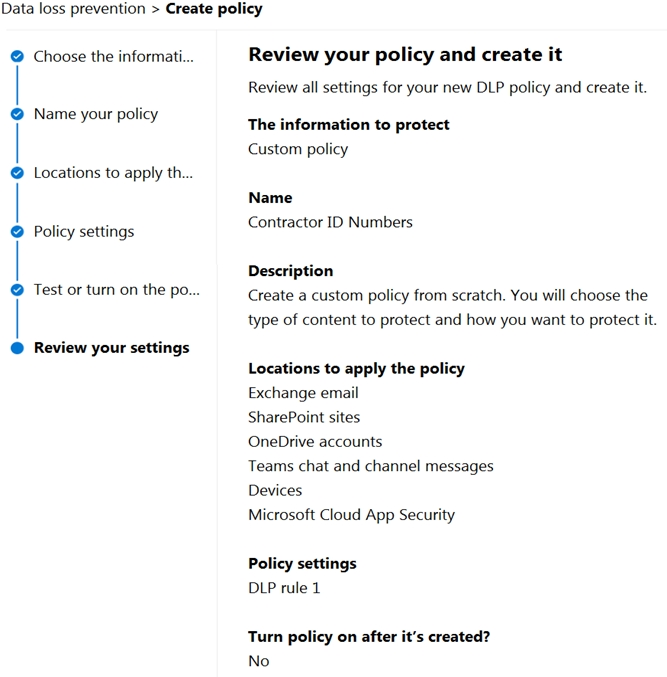 Data loss prevention > Create policy
Choose the informati...
Name your policy
Locations to apply th...
Policy settings
Test or turn on the po...
Review your settings
Review your policy and create it
Review all settings for your new DLP policy and create it.
The information to protect
Custom policy
Name
Contractor ID Numbers
Description
Create a custom policy from scratch. You will choose the
type of content to protect and how you want to protect it.
Locations to apply the policy
Exchange email
SharePoint sites
OneDrive accounts
Teams chat and channel messages
Devices
Microsoft Cloud App Security
Policy settings
DLP rule 1
Turn policy on after it's created?
No